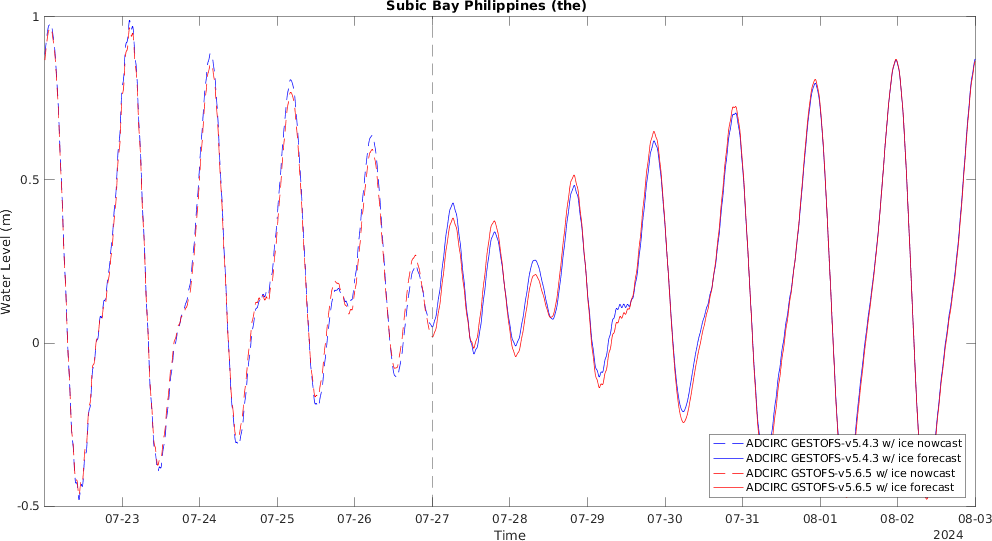 Subic Bay Philippines (the)
1
0.5
0
-0.5
Water Level (m)
07-23 07-24 07-25 07-26 07-27 07-28 07-29 07-30 07-31 08-01 08-02 08-03
Time
2024
ADCIRC GESTOFS-v5.4.3 w/ ice nowcast
ADCIRC GESTOFS-v5.4.3 w/ ice forecast
ADCIRC GSTOFS-v5.6.5 w/ ice nowcast
ADCIRC GSTOFS-v5.6.5 w/ ice forecast